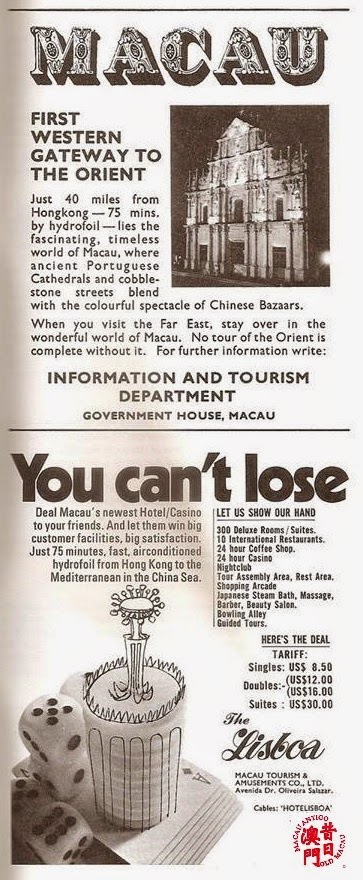 MACAU
FIRST
WESTERN
GATEWAY TO
THE ORIENT
Just 40 miles from
Hongkong — 75 mins.
by hydrofoil — lies the
fascinating, timeless
world of Macau, where
ancient Portuguese
Cathedrals and cobble-
stone streets blend
with the colourful spectacle of Chinese Bazaars.
When you visit the Far East, stay over in the
wonderful world of Macau. No tour of the Orient is
complete without it. For further information write:
INFORMATION AND TOURISM
DEPARTMENT
GOVERNMENT HOUSE, MACAU
You can't lose
Deal Macau's newest Hotel/Casino
to your friends. And let them win big
customer facilities, big satisfaction.
Just 75 minutes, fast, airconditioned
hydrofoil from Hong Kong to the
Mediterranean in the China Sea.
LET US SHOW OUR HAND
300 Deluxe Rooms/Suites.
10 International Restaurants.
24 hour Coffee Shop.
24 hour Casino
Nightclub
Tour Assembly Area, Rest Area.
Shopping Arcade
Japanese Steam Bath, Massage,
Barber, Beauty Salon.
Bowling Alley
Guided Tours.
HERE'S THE DEAL
TARIFF:
Singles: US$ 8.50
Doubles:-(US$12.00
(US$16.00
Suites : US$30.00
The
Lisboa
MACAU TOURISM &
AMUSEMENTS CO., LTD.
Avenida Dr. Oliveira Salazar.
Cables: 'HOTELISBOA'
A
MACAU ANTIGO
昔日
澳門
OLD MACAU